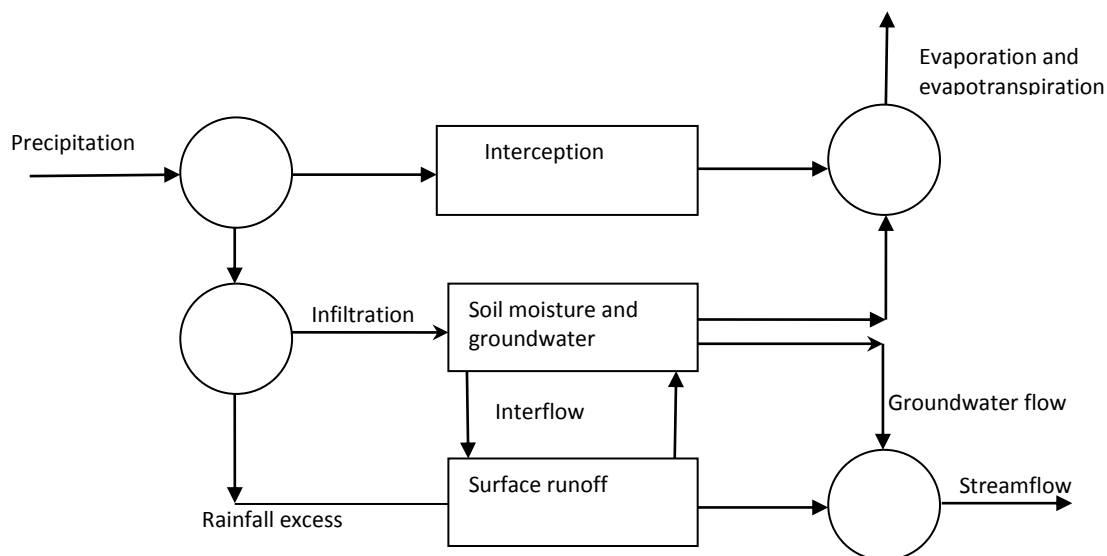 Evaporation and
evapotranspiration
Precipitation
Interception
Infiltration
Soil moisture and
groundwater
Interflow
Groundwater flow
Surface runoff
Streamflow
Rainfall excess